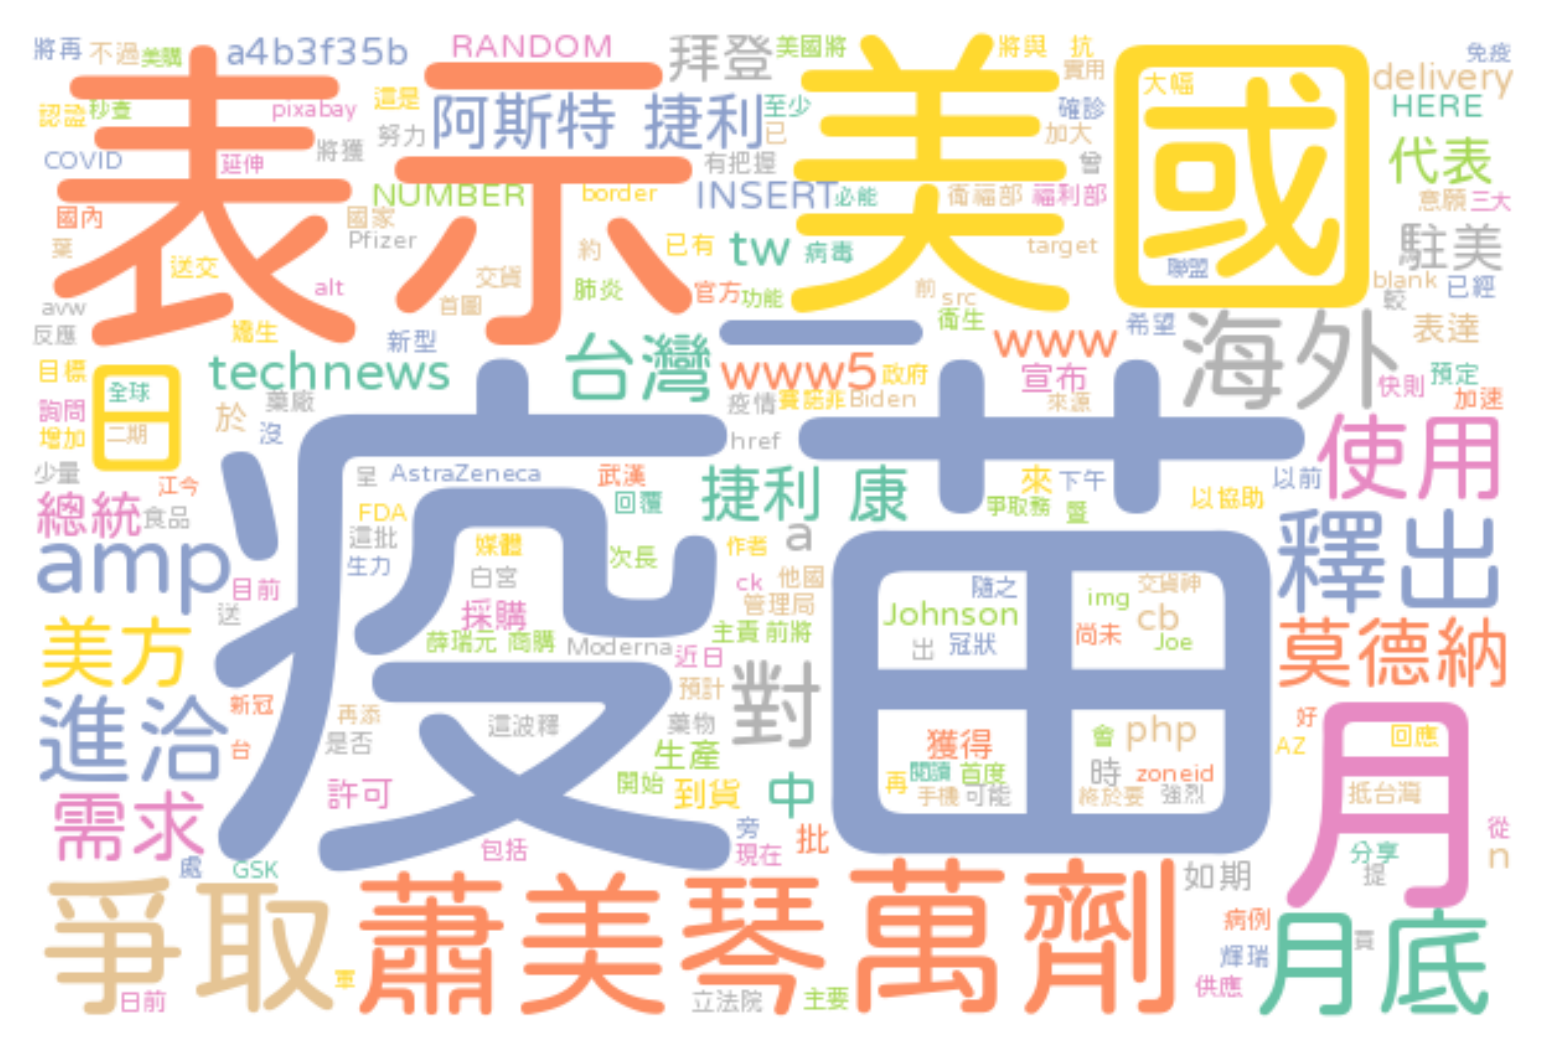 將再 不過 美購 a4b3f35b RANDOM 拜登 美國將 將與 抗 免疫
表示 美國
實用 大幅 delivery
認證 秒查 pixabay 這是 阿斯特 捷利 至少 確診 HERE
努力 已 加大
COVID 延伸 將獲 有把握 曾 代表
NUMBER border INSERT 必能 衛福部 福利部 意願 三大
國內 國家
葉 Pfizer 約 已有 tw 病毒 target 駐美
送交 交貨 聯盟
alt 肺炎 官方 功能 前 src blank 已經
avw 首圖 較
反應 嬌生 新型 衛生 希望 海外 表達
台灣 一 www
目標 日 全球 technews www5 政府 宣布 快則 預定
詢問 於 藥廠 疫情 賽諾菲 Biden 來源 加速
增加 二期 沒 href
疫苗 使用
少量 呈 AstraZeneca 武漢 捷利 康 來 下午 以前
總統 食品 江今 FDA 回覆 爭取務 暨 以協助
這批 媒體 作者 a 釋出
amp 生力 白宮 次長 ck 他國 隨之 img 交貨神
目前 管理局 Johnson cb
送 採購 主責 前將 出 冠狀 尚未 Joe
美方 薛瑞元 商購 Moderna 近日 莫德納
預計 對
進洽 新冠 再添 這波釋 藥物 獲得 會 php 好 月 回應
台 是否 生產 AZ
開始 再 閱讀 首度 時 zoneid
需求 許可 到貨 中 手機 可能 終於要 強烈 抵台灣
旁 批 從
處 GSK 包括 現在 如期 分享 n
提
爭取 蕭美琴 萬劑 病例 月底
輝瑞 買
日前 軍 立法院 主要 供應